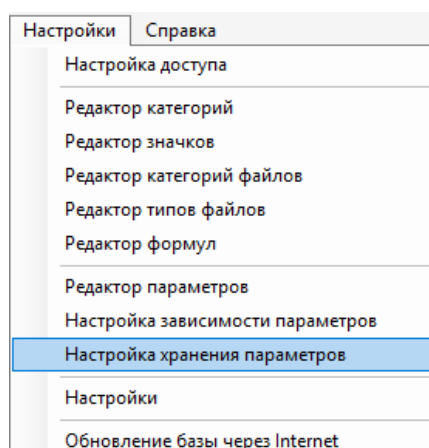 Настройки Справка
Настройка доступа
Редактор категорий
Редактор значков
Редактор категорий файлов
Редактор типов файлов
Редактор формул
Редактор параметров
Настройка зависимости параметров
Настройка хранения параметров
Настройки
Обновление базы через Internet